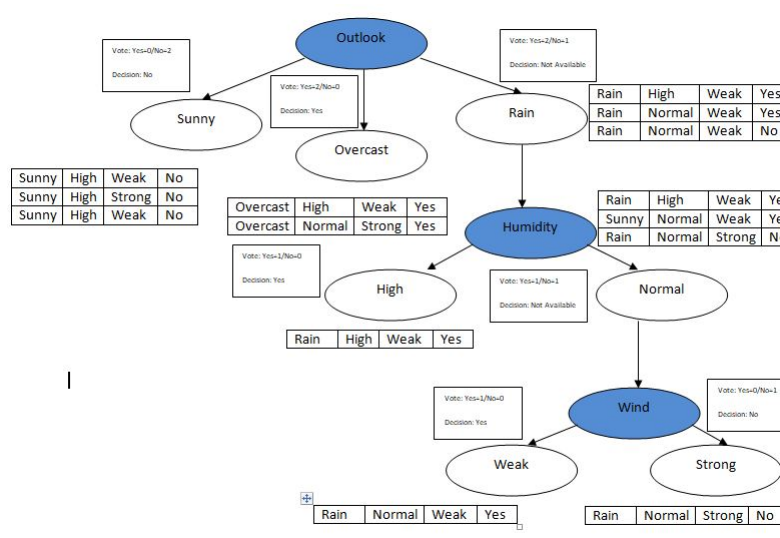 Outlook
Vote: Yes=0/No=2
Decision: No
Vote: Yes=2/No=0
Decision: Yes
Vote: Yes=2/No=1
Decision: Not Available
Sunny
Overcast
Rain
Rain High Weak Yes
Rain Normal Weak Yes
Rain Normal Weak No
Sunny High Weak No
Sunny High Strong No
Sunny High Weak No
Overcast High Weak Yes
Overcast Normal Strong Yes
Humidity
Rain High Weak Ye
Sunny Normal Weak Ye
Rain Normal Strong N
Vote: Yes=1/No=0
Decision: Yes
High
Vote: Yes=1/No=1
Decision: Not Available
Normal
Rain High Weak Yes
Vote: Yes=1/No=0
Decision: Yes
Wind
Vote: Yes=0/No=1
Decision: No
Weak
Strong
Rain Normal Weak Yes
Rain Normal Strong No